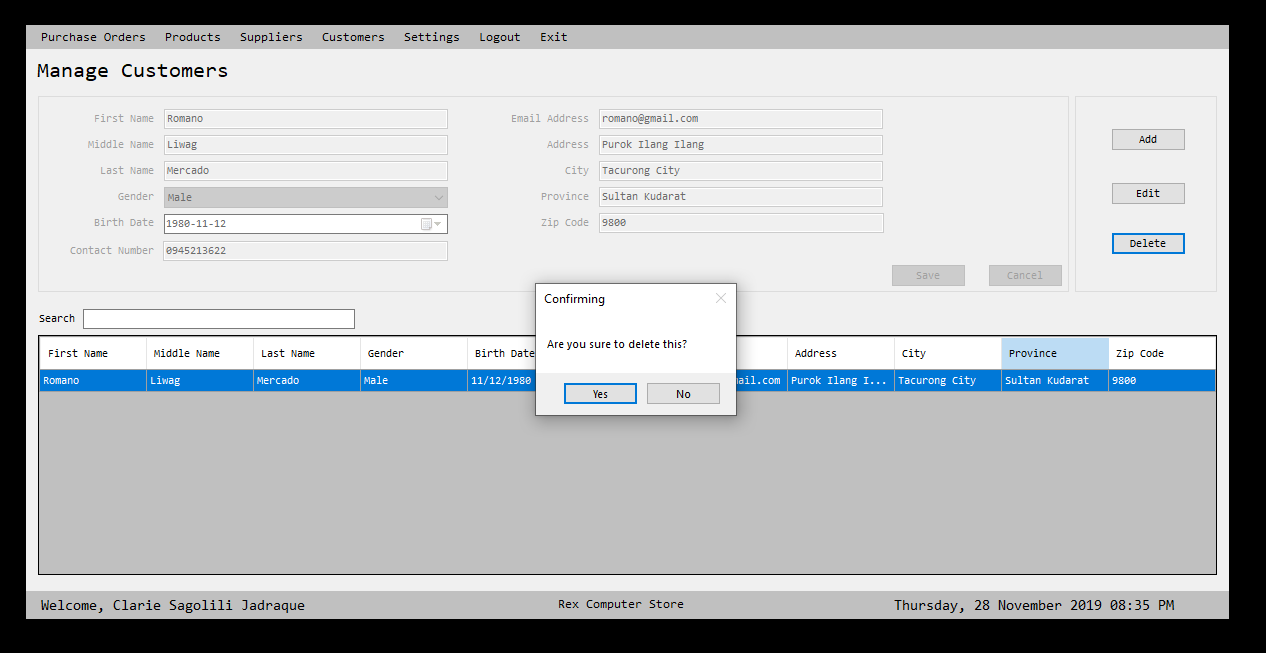 Purchase Orders Products Suppliers Customers Settings Logout Exit
Manage Customers
First Name Romano
Middle Name Liwag
Last Name Mercado
Gender Male
Birth Date 1980-11-12
Contact Number 0945213622
Email Address romano@gmail.com
Address Purok Ilang Ilang
City Tacurong City
Province Sultan Kudarat
Zip Code 9800
Save Cancel
Add
Edit
Delete
Search
First Name Middle Name Last Name Gender Birth Date Address City Province Zip Code
Romano Liwag Mercado Male 11/12/1980 ail.com Purok Ilang I... Tacurong City Sultan Kudarat 9800
Confirming
Are you sure to delete this?
Yes No
Welcome, Clarie Sagolili Jadraque Rex Computer Store Thursday, 28 November 2019 08:35 PM